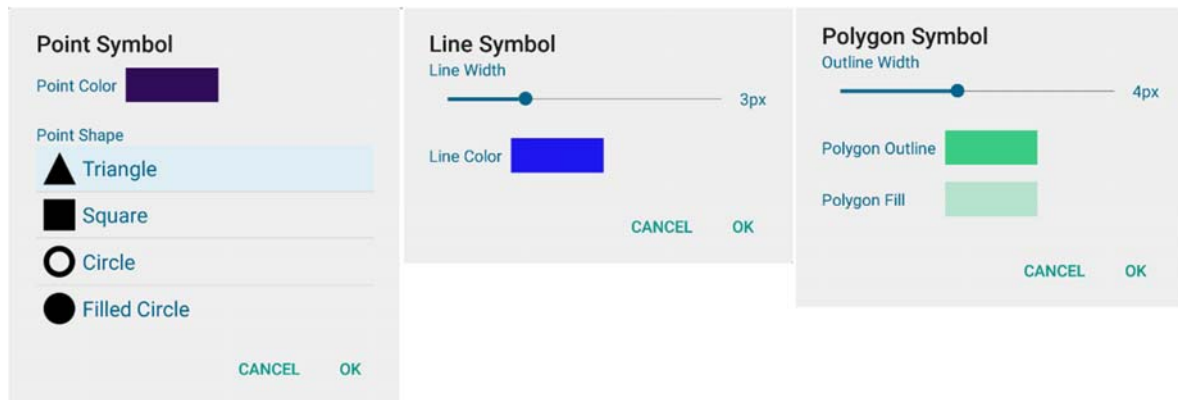 Point Symbol
Point Color
Point Shape
Triangle
Square
Circle
Filled Circle
CANCEL OK
Line Symbol
Line Width
3px
Line Color
CANCEL OK
Polygon Symbol
Outline Width
4px
Polygon Outline
Polygon Fill
CANCEL OK